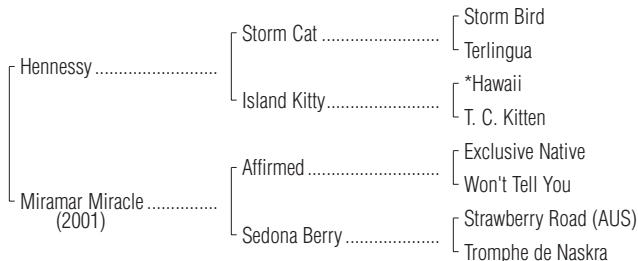 Storm Bird
Storm Cat ........................
Terlingua
Hennessy ..........................
*Hawaii
Island Kitty ........................
T. C. Kitten
Exclusive Native
Affirmed ............................
Won't Tell You
Miramar Miracle ...............
(2001)
Strawberry Road (AUS)
Sedona Berry ....................
Tromphe de Naskra